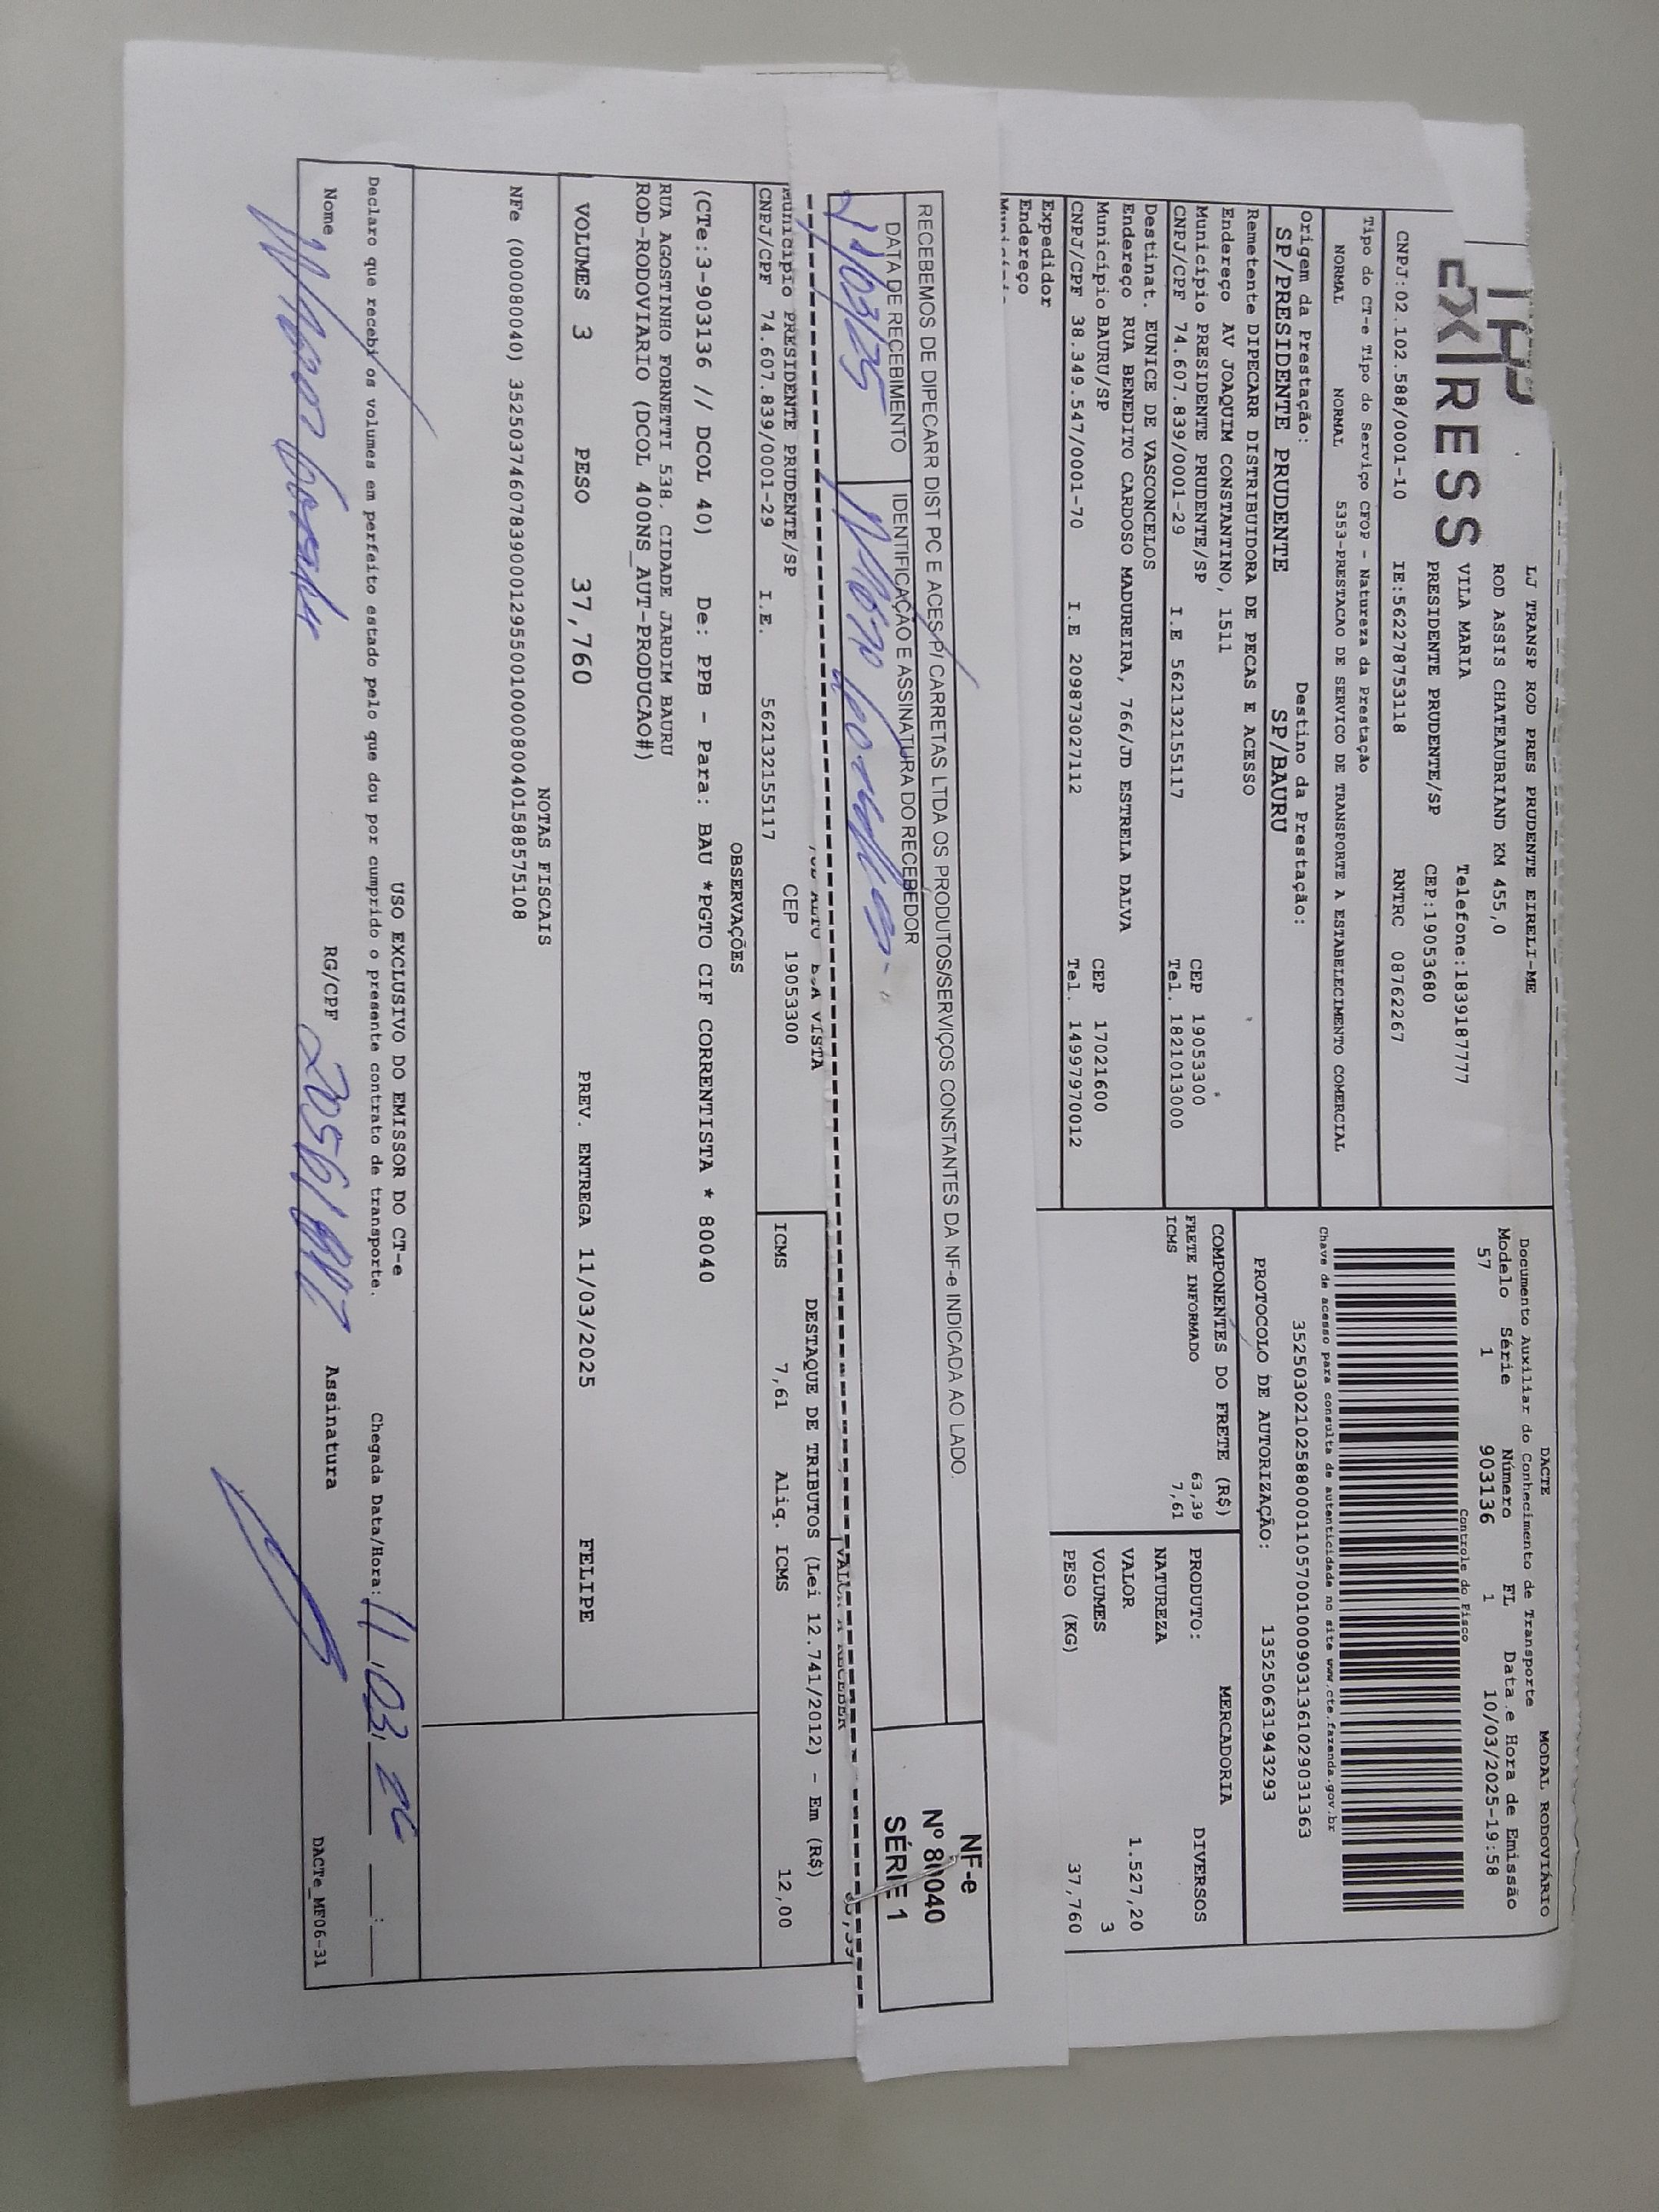 EXPRESS
LJ TRANSP ROD PRES PRUDENTE EIRELI-ME
ROD ASSIS CHATEAUBRIAND KM 455,0
VILA MARIA Telefone:1839187777
PRESIDENTE PRUDENTE/SP CEP:19053680
CNPJ:02.102.588/0001-10 IE:562278753118 RNTRC 08762267
Tipo do CT-e Tipo do Serviço CFOP - Natureza da Prestação
NORMAL NORMAL 5353-PRESTACAO DE SERVICO DE TRANSPORTE A ESTABELECIMENTO COMERCIAL
Origem da Prestação: Destino da Prestação:
SP/PRESIDENTE PRUDENTE SP/BAURU
Remetente DIPECARR DISTRIBUIDORA DE PECAS E ACESSO
Endereço AV JOAQUIM CONSTANTINO, 1511
Município PRESIDENTE PRUDENTE/SP CEP 19053300
CNPJ/CPF 74.607.839/0001-29 I.E 562132155117 Tel. 1821013000
Destinat. EUNICE DE VASCONCELOS
Endereço RUA BENEDITO CARDOSO MADUREIRA, 766/JD ESTRELA DALVA
Município BAURU/SP CEP 17021600
CNPJ/CPF 38.349.547/0001-70 I.E 209873027112 Tel. 14997970012
Expedidor
Endereço
DACTE MODAL RODOVIÁRIO
Documento Auxiliar do Conhecimento de Transporte
Modelo Série Número FL Data e Hora de Emissão
57 1 903136 1 10/03/2025-19:58
Controle do Fisco
Chave de acesso para consulta de autenticidade no site www.cte.fazenda.gov.br
35250302102588000110570010009031361029031363
PROTOCOLO DE AUTORIZAÇÃO: 135250631943293
COMPONENTES DO FRETE (R$)
FRETE INFORMADO 63,39
ICMS 7,61
MERCADORIA
PRODUTO: DIVERSOS
NATUREZA
VALOR 1.527,20
VOLUMES 3
PESO (KG) 37,760
RECEBEMOS DE DIPECARR DIST PC E ACES P/ CARRETAS LTDA OS PRODUTOS/SERVIÇOS CONSTANTES DA NF-e INDICADA AO LADO.
DATA DE RECEBIMENTO IDENTIFICAÇÃO E ASSINATURA DO RECEBEDOR
11/03/25
NF-e
Nº 80040
SÉRIE 1
A VISTA
VALOR A RECEBER
Município PRESIDENTE PRUDENTE/SP CEP 19053300
CNPJ/CPF 74.607.839/0001-29 I.E. 562132155117
DESTAQUE DE TRIBUTOS (Lei 12.741/2012) - Em (R$)
ICMS 7,61 Aliq. ICMS 12,00
OBSERVAÇÕES
(CTe:3-903136 // DCOL 40) De: PPB - Para: BAU *PGTO CIF CORRENTISTA * 80040
RUA AGOSTINHO FORNETTI 538. CIDADE JARDIM BAURU
ROD-RODOVIARIO (DCOL 400NS_AUT-PRODUCAO#)
VOLUMES 3 PESO 37,760 PREV. ENTREGA 11/03/2025 FELIPE
NOTAS FISCAIS
NFe (000080040) 35250374607839000129550010000800401588575108
USO EXCLUSIVO DO EMISSOR DO CT-e
Declaro que recebi os volumes em perfeito estado pelo que dou por cumprido o presente contrato de transporte. Chegada Data/Hora: 11 03
Nome RG/CPF Assinatura DACTe_MF06-31